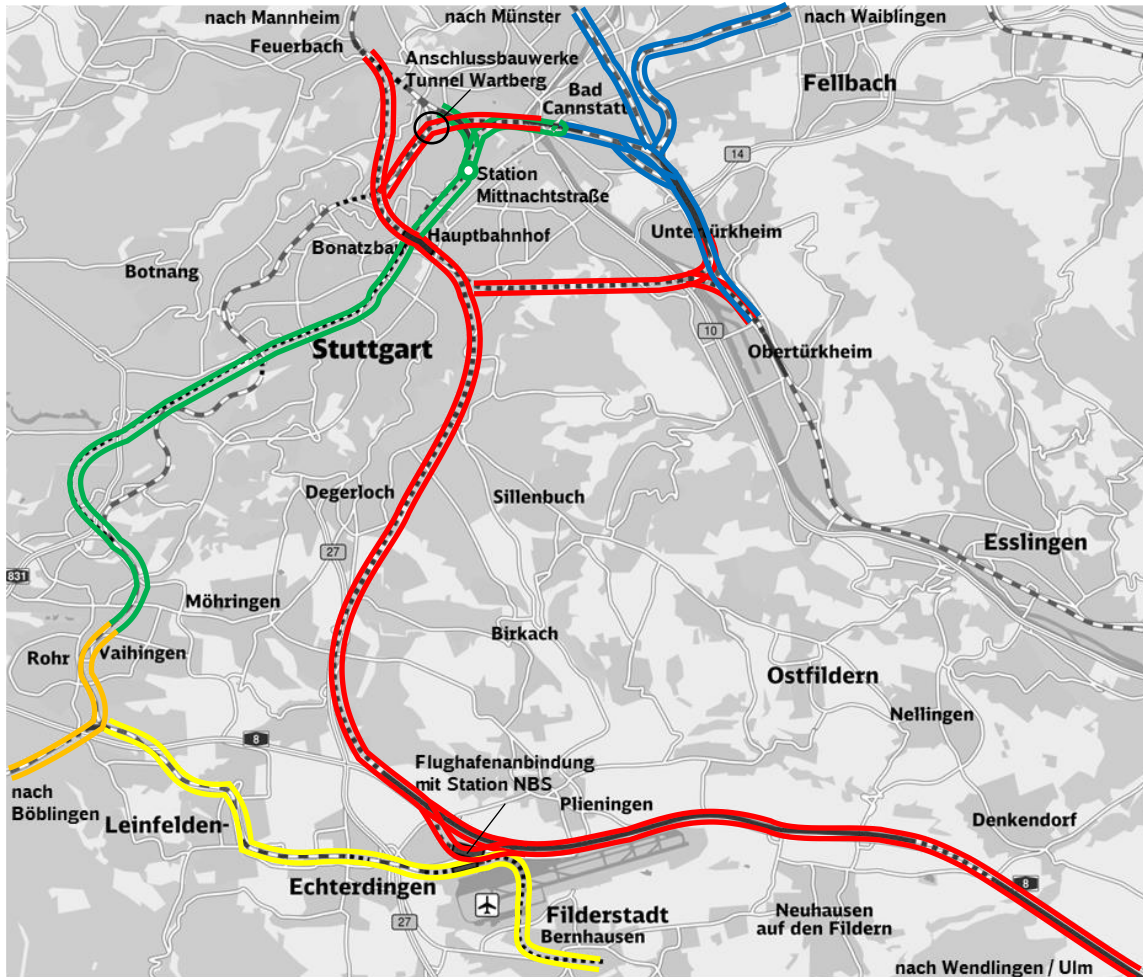 nach Mannheim
nach Münster
nach Waiblingen
Feuerbach
Anschlussbauwerke
Tunnel Wartberg
Bad
Cannstatt
Fellbach
14
Station
Mittnachtstraße
Bonatzbau
Hauptbahnhof
Untertürkheim
Botnang
10
Stuttgart
Obertürkheim
Degerloch
Sillenbuch
27
Esslingen
831
Möhringen
Birkach
Rohr
Vaihingen
Ostfildern
Nellingen
8
Flughafenanbindung
mit Station NBS
nach
Böblingen
Plieningen
Leinfelden-
Denkendorf
Echterdingen
8
27
Filderstadt
Bernhausen
Neuhausen
auf den Fildern
nach Wendlingen / Ulm